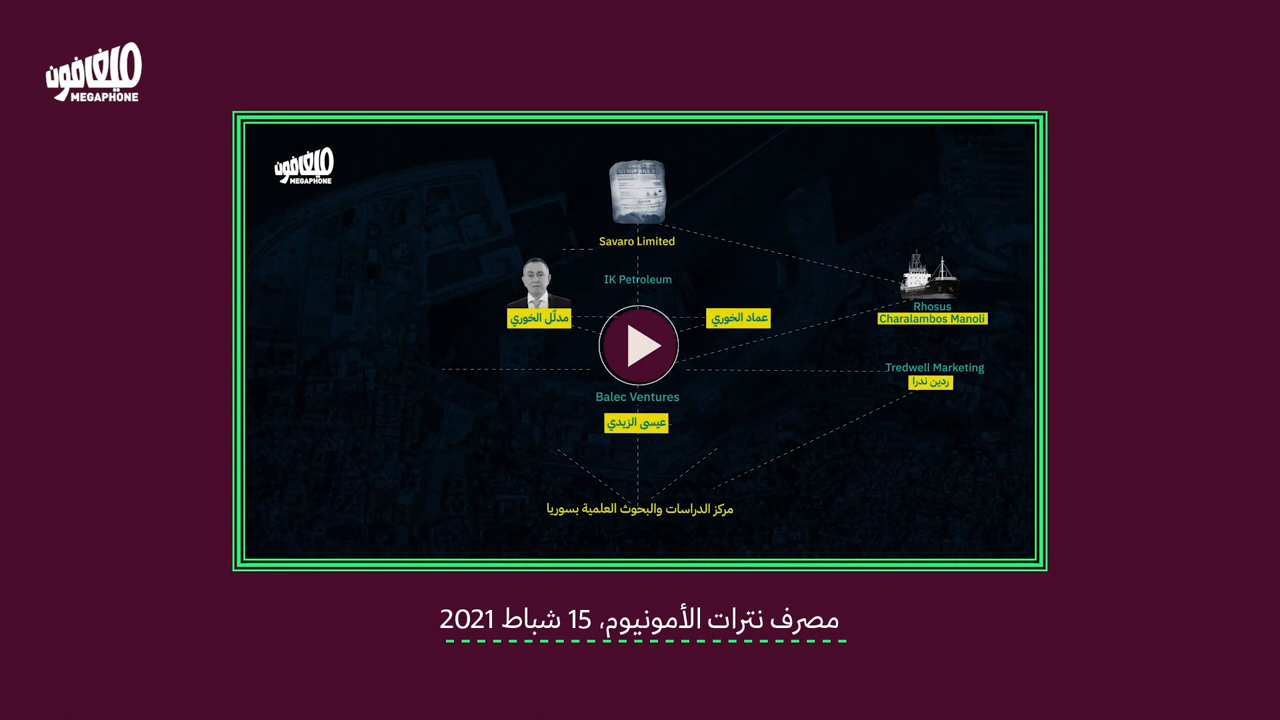 ميغافون
MEGAPHONE
ميغافون
MEGAPHONE
Savaro Limited
IK Petroleum
مدلّل الخوري
عماد الخوري
Rhosus
Charalambos Manoli
Tredwell Marketing
ردين ندرا
Balec Ventures
عيسى الزيدي
مركز الدراسات والبحوث العلمية بسوريا
مصرف نترات الأمونيوم، 15 شباط 2021